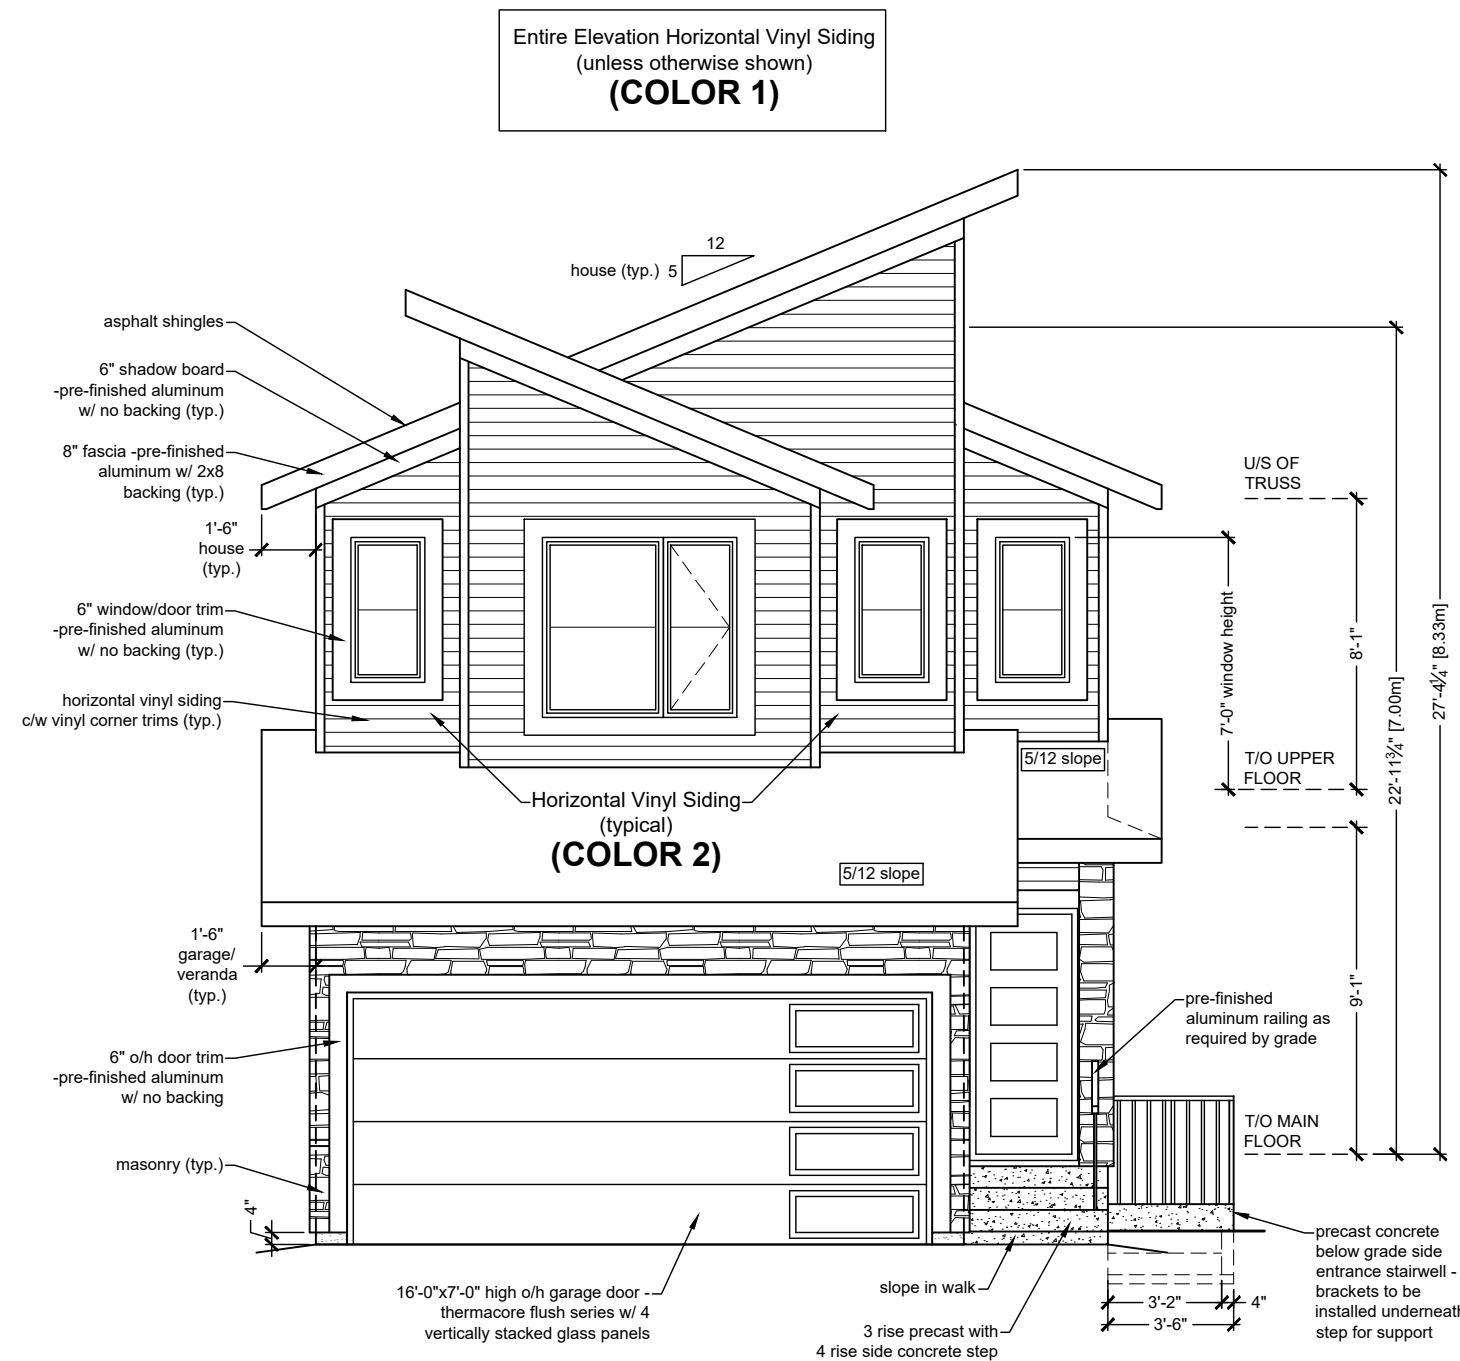 Entire Elevation Horizontal Vinyl Siding
(unless otherwise shown)
(COLOR 1)
12
house (typ.) 5
asphalt shingles
6" shadow board
-pre-finished aluminum
w/ no backing (typ.)
8" fascia -pre-finished
aluminum w/ 2x8
backing (typ.)
1'-6"
house
(typ.)
6" window/door trim
-pre-finished aluminum
w/ no backing (typ.)
horizontal vinyl siding
c/w vinyl corner trims (typ.)
U/S OF
TRUSS
7'-0" window height
8'-1"
22'-11¾" [7.00m]
27'-4¼" [8.33m]
T/O UPPER
FLOOR
5/12 slope
Horizontal Vinyl Siding
(typical)
(COLOR 2)
5/12 slope
1'-6"
garage/
veranda
(typ.)
9'-1"
pre-finished
aluminum railing as
required by grade
6" o/h door trim
-pre-finished aluminum
w/ no backing
T/O MAIN
FLOOR
masonry (typ.)
4"
16'-0"x7'-0" high o/h garage door -
thermacore flush series w/ 4
vertically stacked glass panels
slope in walk
3 rise precast with
4 rise side concrete step
3'-2"
4"
3'-6"
precast concrete
below grade side
entrance stairwell -
brackets to be
installed underneat
step for support